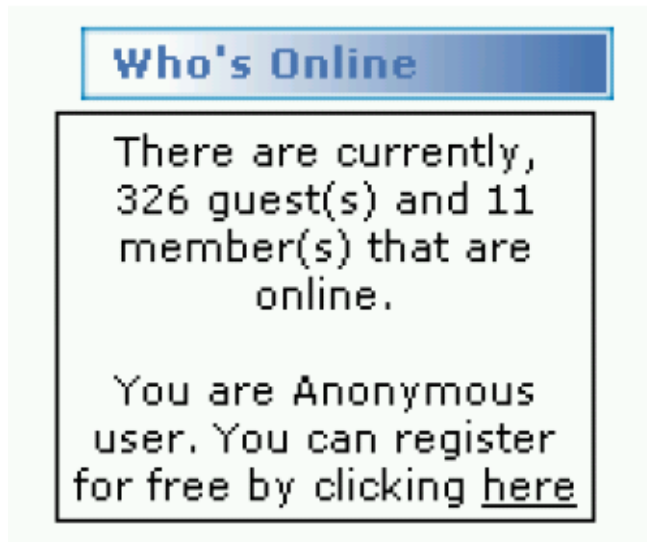 Who's Online
There are currently,
326 guest(s) and 11
member(s) that are
online.
You are Anonymous
user. You can register
for free by clicking here